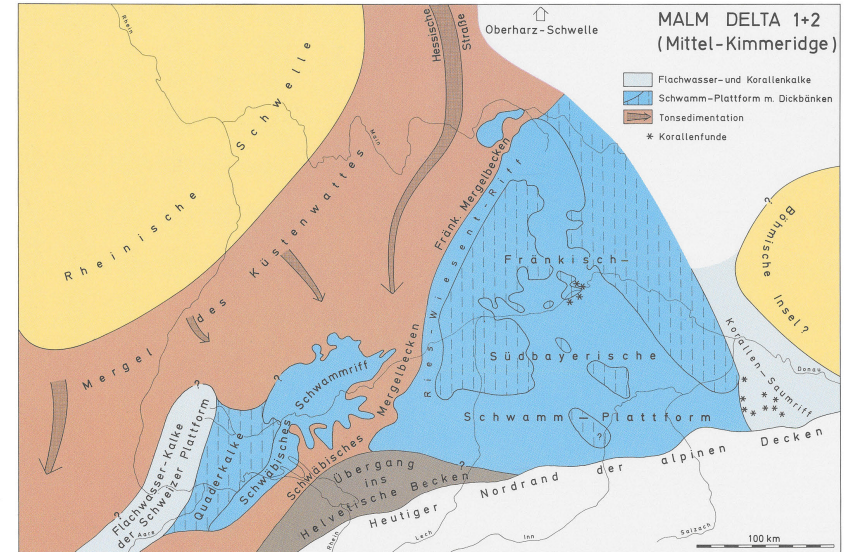 MALM DELTA 1+2
(Mittel-Kimmeridge)
Flachwasser-und Korallenkalke
Schwamm-Plattform m. Dickbänken
Tonsedimentation
* Korallenfunde
Oberharz-Schwelle
Hessische
Straße
Rhein
Main
Rheinische Schwelle
Mergel des Küstenwattes
Fränk. Mergelbecken
Ries-Wiesent-Riff
Fränkisch-
Südbayerische
Schwamm-Plattform
?
Böhmische
Insel?
?
Korallen-Saumriff
Donau
?
?
Schwammriff
Schwäbisches
Schwäbisches Mergelbecken
Quaderkalke
Flachwasser-Kalke
der Schweizer Plattform
?
Aare
Übergang
ins
Helvetische Becken
?
?
Heutiger Nordrand der alpinen Decken
Rhein
Lech
Inn
Salzach
100 km